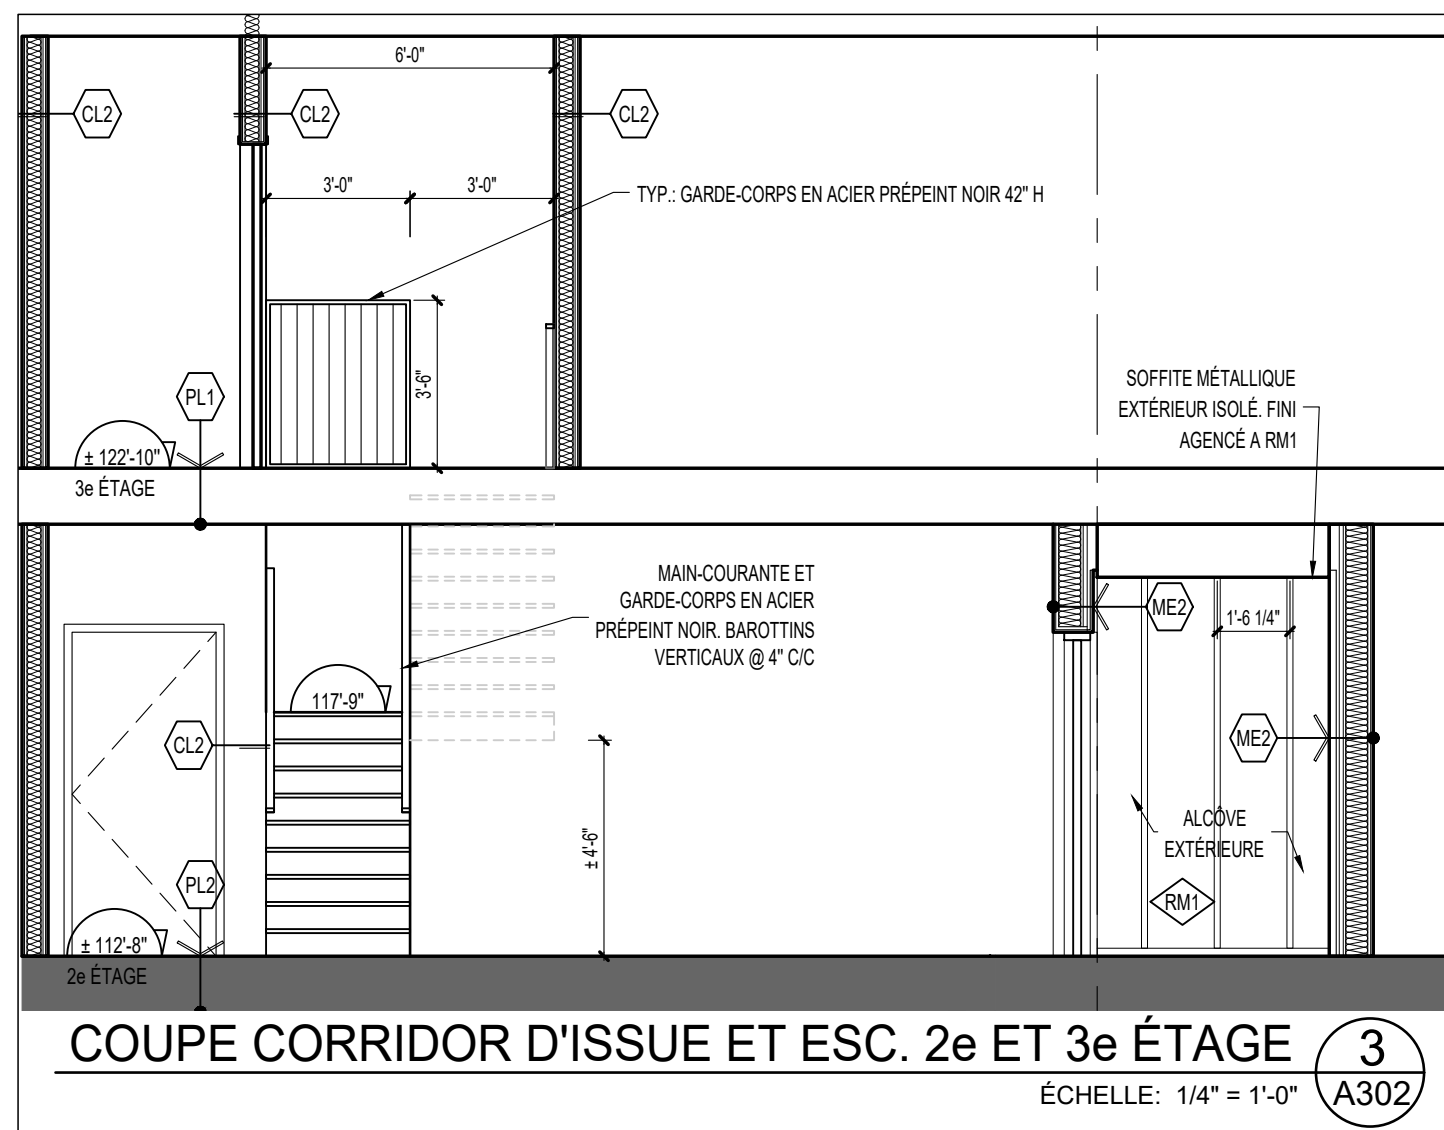 6'-0"
CL2
CL2
CL2
3'-0"
3'-0"
TYP.: GARDE-CORPS EN ACIER PRÉPEINT NOIR 42" H
3'-6"
PL1
± 122'-10"
3e ÉTAGE
SOFFITE MÉTALLIQUE
EXTÉRIEUR ISOLÉ. FINI
AGENCÉ A RM1
MAIN-COURANTE ET
GARDE-CORPS EN ACIER
PRÉPEINT NOIR. BAROTTINS
VERTICAUX @ 4" C/C
ME2
1'-6 1/4"
117'-9"
CL2
ME2
± 4'-6"
ALCÔVE
EXTÉRIEURE
PL2
RM1
± 112'-8"
2e ÉTAGE
COUPE CORRIDOR D'ISSUE ET ESC. 2e ET 3e ÉTAGE
3
ÉCHELLE: 1/4" = 1'-0"
A302